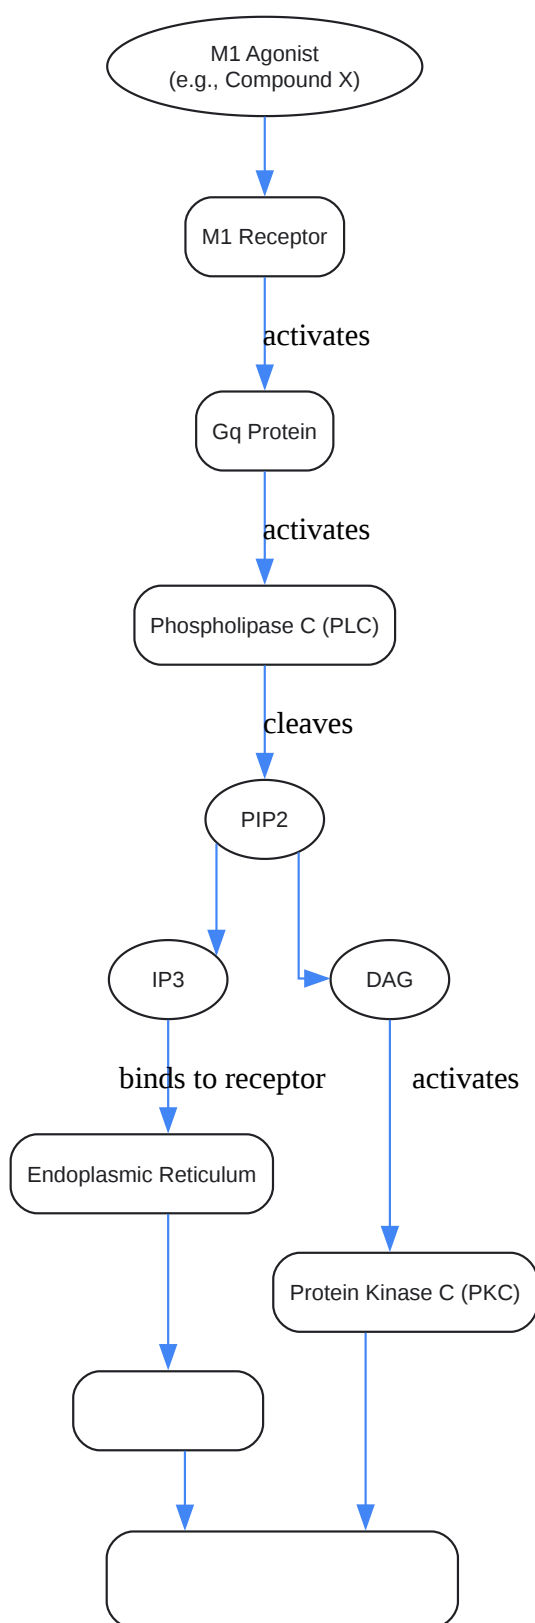 M1 Agonist
(e.g., Compound X)
M1 Receptor
activates
Gq Protein
activates
Phospholipase C (PLC)
cleaves
PIP2
IP3
DAG
binds to receptor
activates
Endoplasmic Reticulum
Protein Kinase C (PKC)